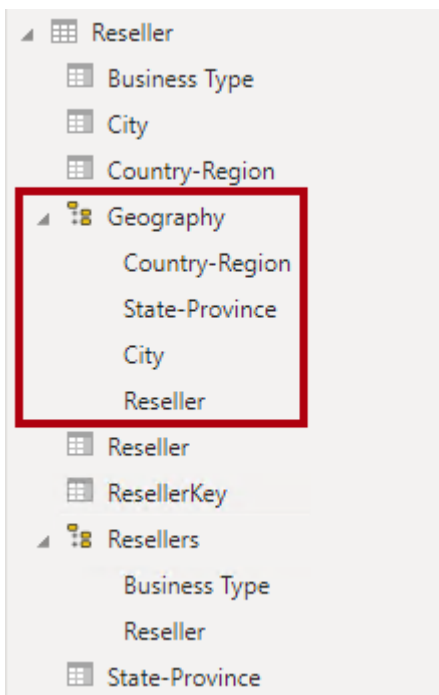 Reseller
Business Type
City
Country-Region
Geography
Country-Region
State-Province
City
Reseller
Reseller
ResellerKey
Resellers
Business Type
Reseller
State-Province